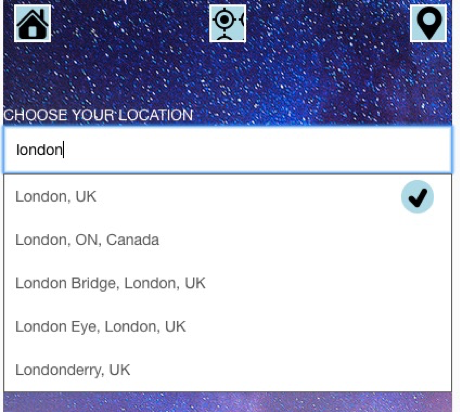 CHOOSE YOUR LOCATION
london
London, UK
London, ON, Canada
London Bridge, London, UK
London Eye, London, UK
Londonderry, UK